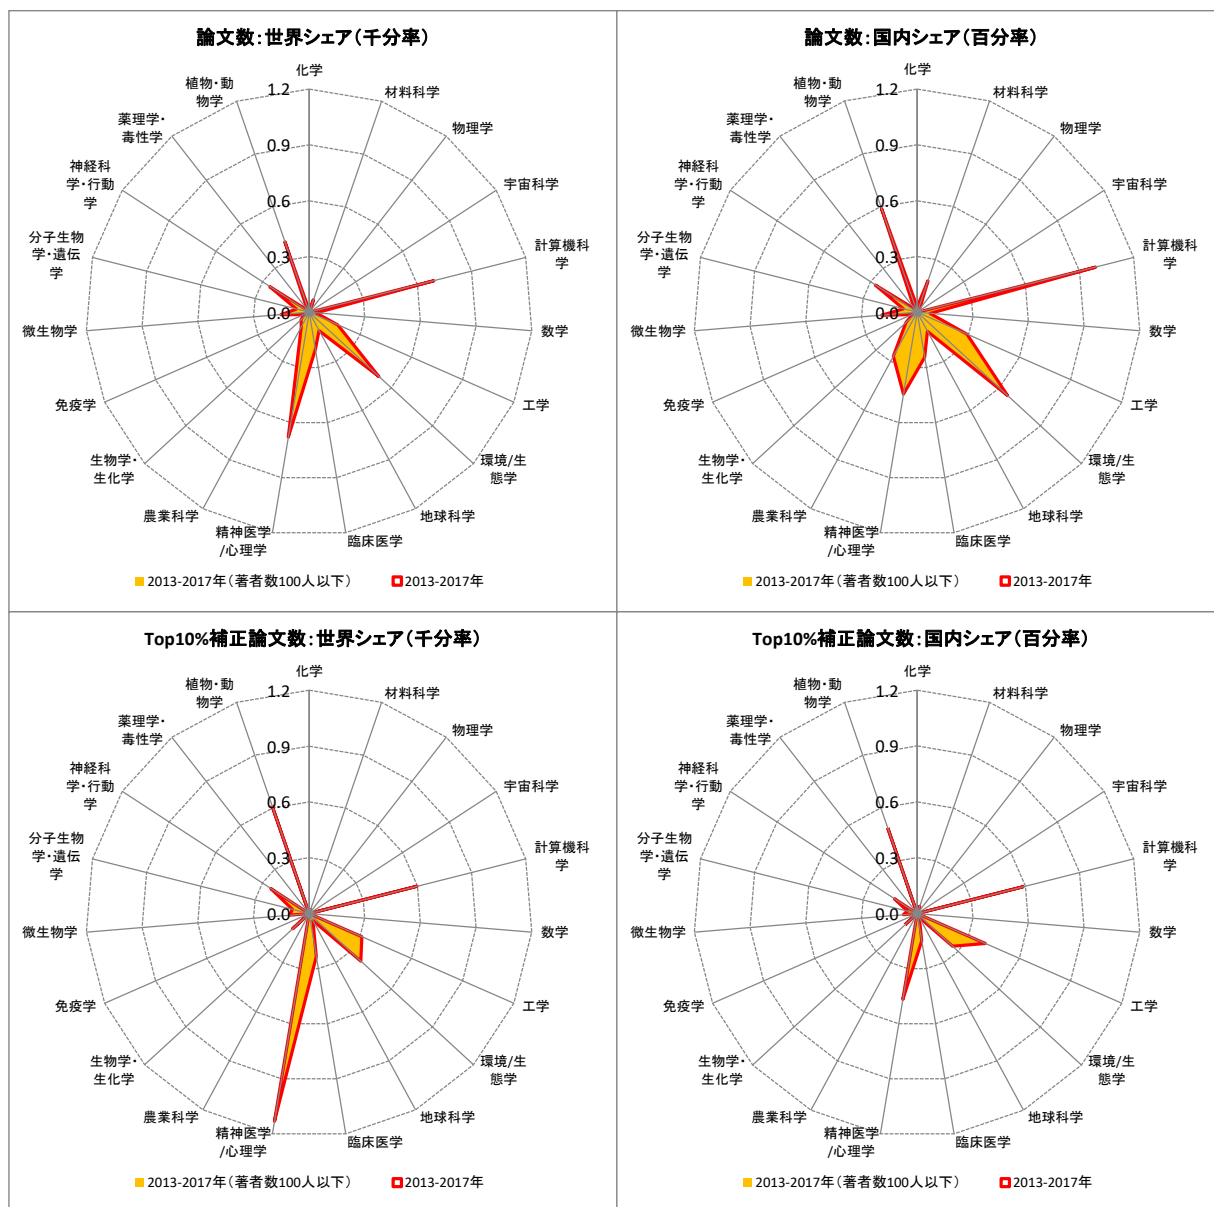 論文数：世界シェア（千分率）
化学
材料科学
物理学
宇宙科学
計算機科
学
数学
工学
環境/生
態学
地球科学
臨床医学
精神医学
/心理学
農業科学
生物学・
生化学
免疫学
微生物学
分子生物
学・遺伝
学
神経科
学・行動
学
薬理学・
毒性学
植物・動
物学
1.2
0.9
0.6
0.3
0.0
2013-2017年（著者数100人以下）
2013-2017年
論文数：国内シェア（百分率）
化学
材料科学
物理学
宇宙科学
計算機科
学
数学
工学
環境/生
態学
地球科学
臨床医学
精神医学
/心理学
農業科学
生物学・
生化学
免疫学
微生物学
分子生物
学・遺伝
学
神経科
学・行動
学
薬理学・
毒性学
植物・動
物学
1.2
0.9
0.6
0.3
0.0
2013-2017年（著者数100人以下）
2013-2017年
Top10%補正論文数：世界シェア（千分率）
化学
材料科学
物理学
宇宙科学
計算機科
学
数学
工学
環境/生
態学
地球科学
臨床医学
精神医学
/心理学
農業科学
生物学・
生化学
免疫学
微生物学
分子生物
学・遺伝
学
神経科
学・行動
学
薬理学・
毒性学
植物・動
物学
1.2
0.9
0.6
0.3
0.0
2013-2017年（著者数100人以下）
2013-2017年
Top10%補正論文数：国内シェア（百分率）
化学
材料科学
物理学
宇宙科学
計算機科
学
数学
工学
環境/生
態学
地球科学
臨床医学
精神医学
/心理学
農業科学
生物学・
生化学
免疫学
微生物学
分子生物
学・遺伝
学
神経科
学・行動
学
薬理学・
毒性学
植物・動
物学
1.2
0.9
0.6
0.3
0.0
2013-2017年（著者数100人以下）
2013-2017年